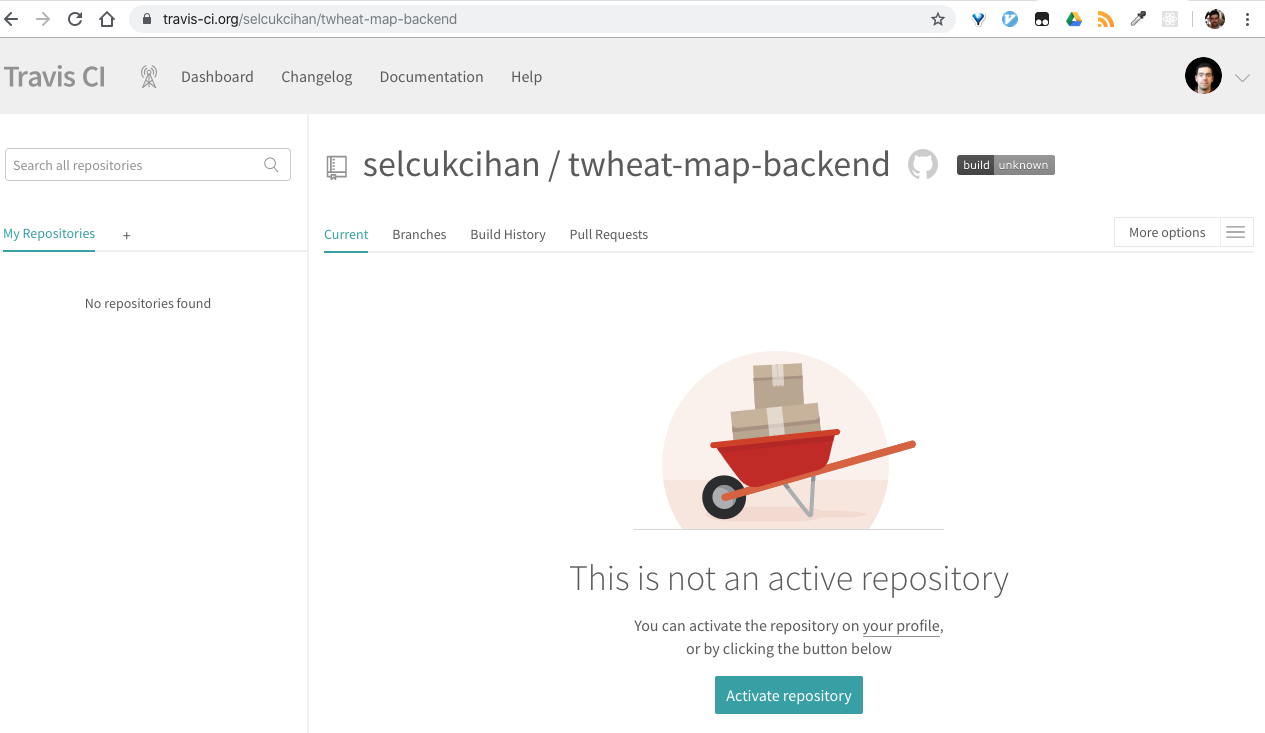 travis-ci.org/selcukcihan/twheat-map-backend
Travis CI
Dashboard Changelog Documentation Help
Search all repositories
selcukcihan / twheat-map-backend
build unknown
My Repositories +
Current Branches Build History Pull Requests
More options
No repositories found
This is not an active repository
You can activate the repository on your profile,
or by clicking the button below
Activate repository